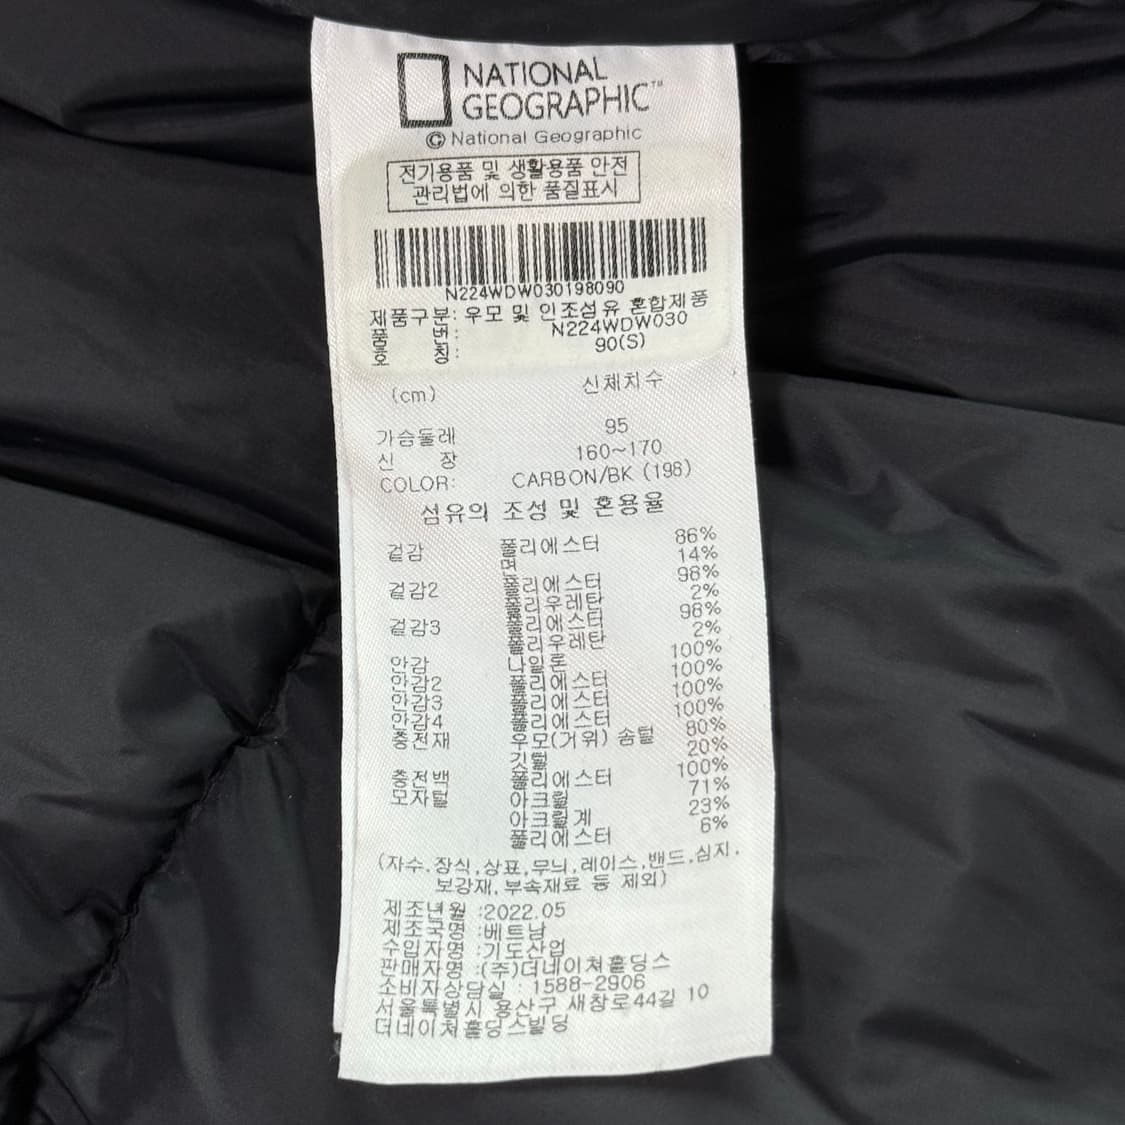 NATIONAL
GEOGRAPHIC™
© National Geographic
전기용품 및 생활용품 안전
관리법에 의한 품질표시
N224WDW030198090
제품구분: 우모 및 인조섬유 혼합제품
품 번: N224WDW030
호 칭: 90(S)
(cm) 신체치수
가슴둘레 95
신 장 160~170
COLOR: CARBON/BK (198)
섬유의 조성 및 혼용율
겉감 폴리에스터 86%
면 14%
겉감2 폴리에스터 98%
폴리우레탄 2%
겉감3 폴리에스터 98%
폴리우레탄 2%
안감 나일론 100%
안감2 폴리에스터 100%
안감3 폴리에스터 100%
안감4 폴리에스터 100%
충전재 우모(거위) 솜털 80%
깃털 20%
충전백 폴리에스터 100%
모자털 아크릴 71%
아크릴계 23%
폴리에스터 6%
(자수.장식,상표,무늬,레이스,밴드,심지.
보강재,부속재료 등 제외)
제조년월 :2022.05
제조국명 :베트남
수입자명 :기도산업
판매자명 :(주)더네이쳐홀딩스
소비자상담실 : 1588-2906
서울특별시 용산구 새창로44길 10
더네이쳐홀딩스빌딩